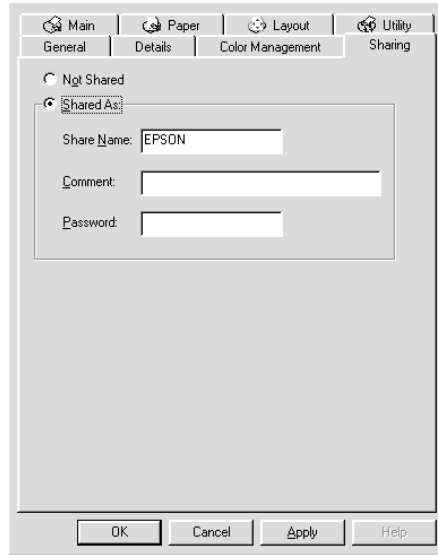 Main Paper Layout Utility
General Details Color Management Sharing
Not Shared
Shared As:
Share Name: EPSON
Comment:
Password:
OK Cancel Apply Help